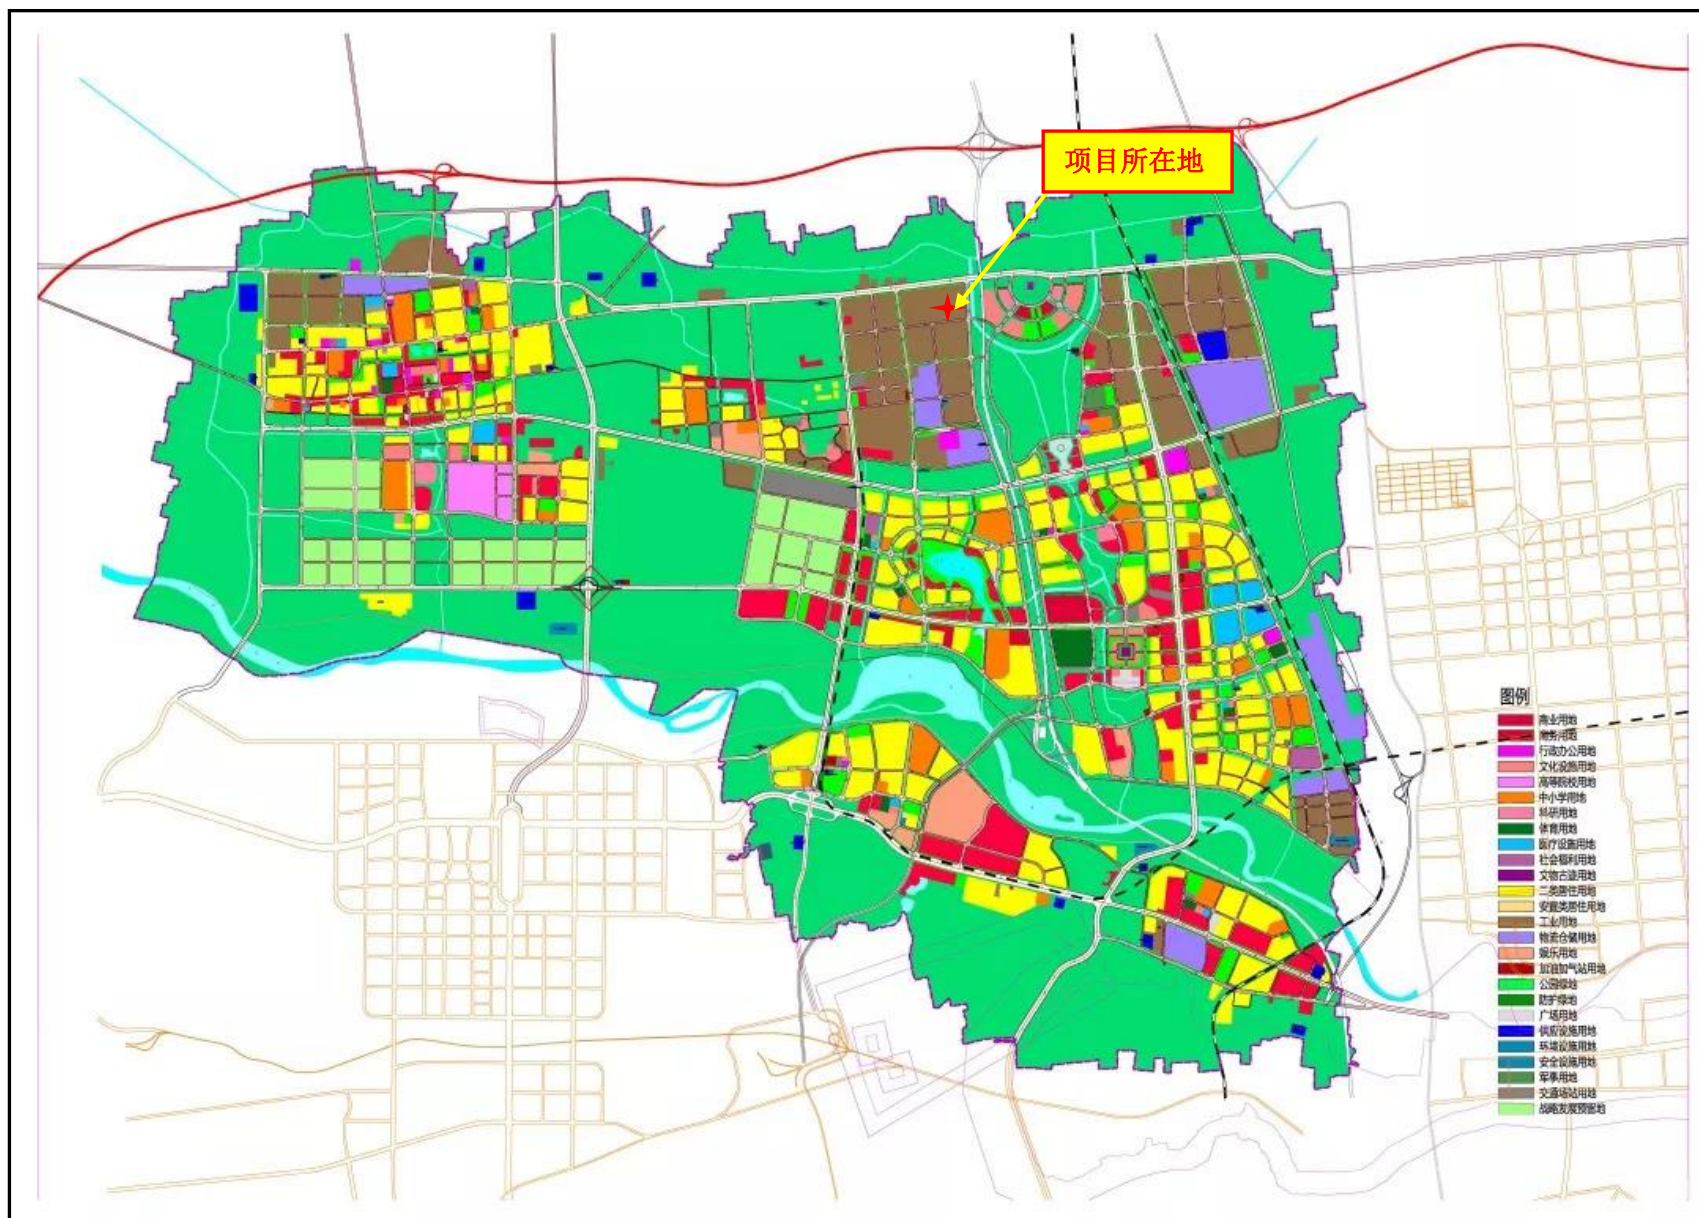 项目所在地
图例
商业用地
商务用地
行政办公用地
文化设施用地
高等院校用地
中小学用地
科研用地
体育用地
医疗设施用地
社会福利用地
文物古迹用地
二类居住用地
安置类居住用地
工业用地
物流仓储用地
娱乐用地
加油加气站用地
公园绿地
防护绿地
广场用地
供应设施用地
环境设施用地
安全设施用地
军事用地
交通场站用地
战略发展预留地